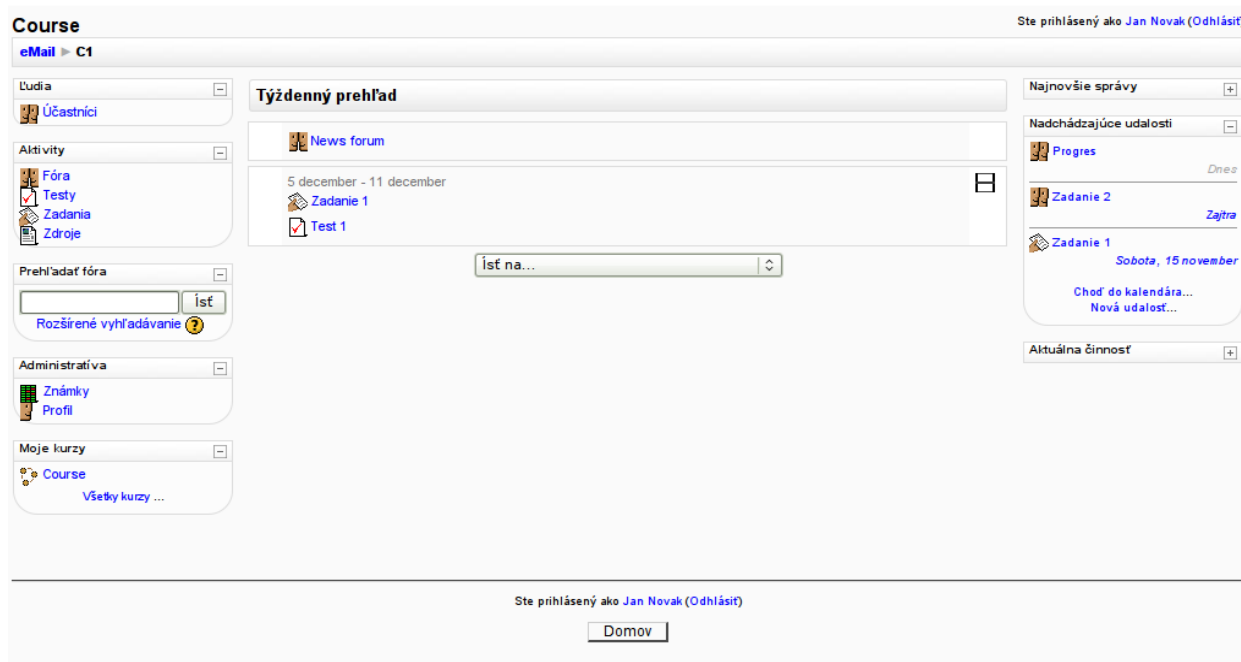 Course
Ste prihlásený ako Jan Novak (Odhlásiť
eMail ► C1
Ľudia
Účastníci
Aktivity
Fóra
Testy
Zadania
Zdroje
Prehľadať fóra
Ísť
Rozšírené vyhľadávanie ?
Administratíva
Známky
Profil
Moje kurzy
Course
Všetky kurzy ...
Týždenný prehľad
News forum
5 december - 11 december
Zadanie 1
Test 1
Ísť na...
Najnovšie správy
Nadchádzajúce udalosti
Progres
Dnes
Zadanie 2
Zajtra
Zadanie 1
Sobota, 15 november
Choď do kalendára...
Nová udalosť...
Aktuálna činnosť
Ste prihlásený ako Jan Novak (Odhlásiť)
Domov